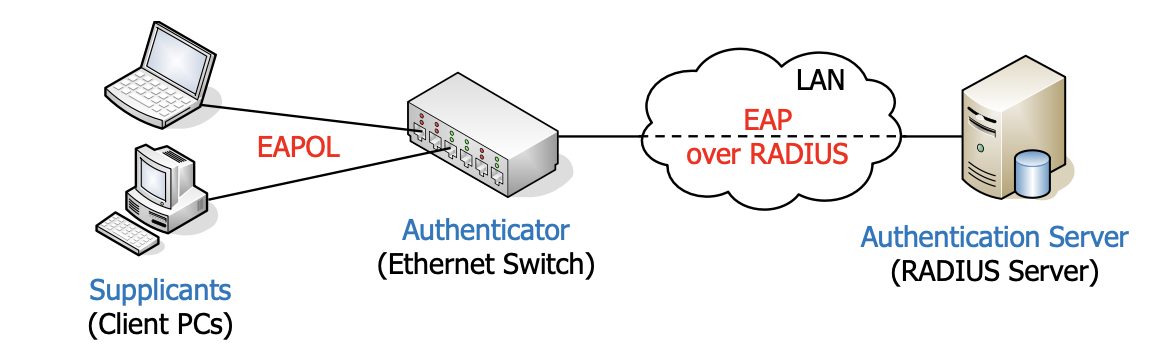 LAN
EAP
over RADIUS
EAPOL
Authenticator
(Ethernet Switch)
Authentication Server
(RADIUS Server)
Supplicants
(Client PCs)